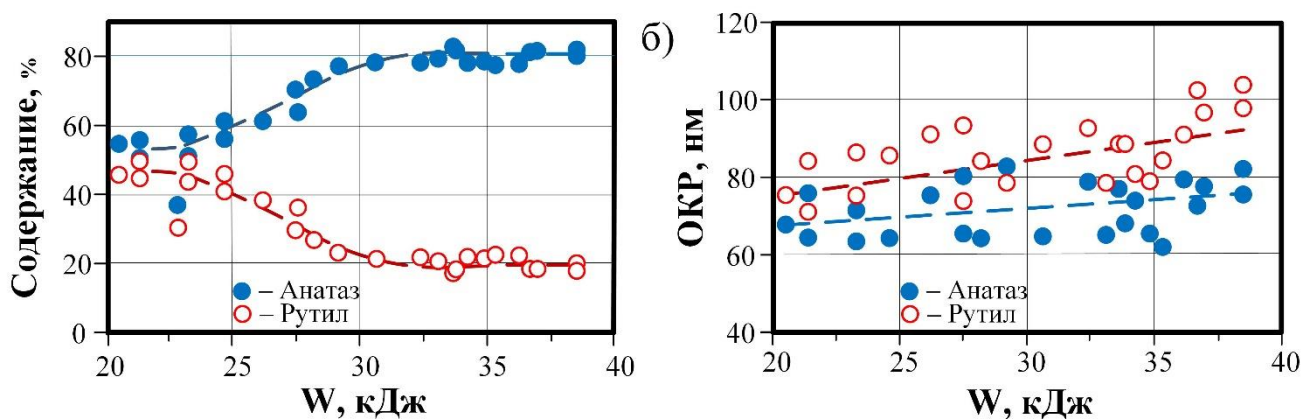 Содержание, %
80
60
40
20
0
– Анатаз
– Рутил
20 25 30 35 40
W, кДж
б)
ОКР, нм
120
100
80
60
40
– Анатаз
– Рутил
20 25 30 35 40
W, кДж